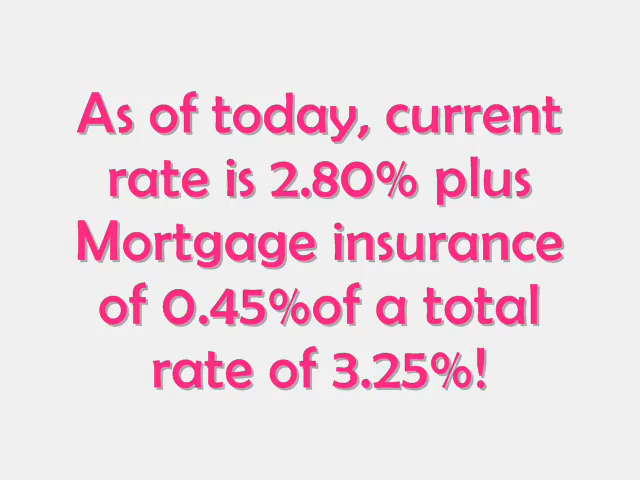 As of today, current
rate is 2.80% plus
Mortgage insurance
of 0.45%of a total
rate of 3.25%!